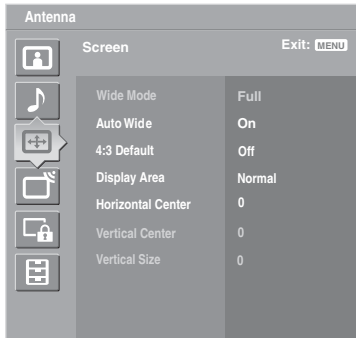 Antenna
Screen Exit: MENU
Wide Mode Full
Auto Wide On
4:3 Default Off
Display Area Normal
Horizontal Center 0
Vertical Center 0
Vertical Size 0